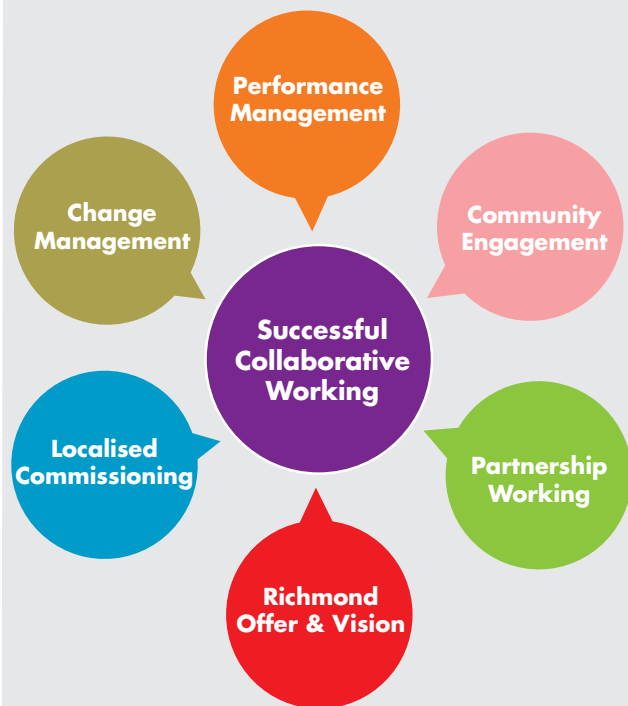 Performance
Management
Change
Management
Community
Engagement
Successful
Collaborative
Working
Localised
Commissioning
Partnership
Working
Richmond
Offer & Vision